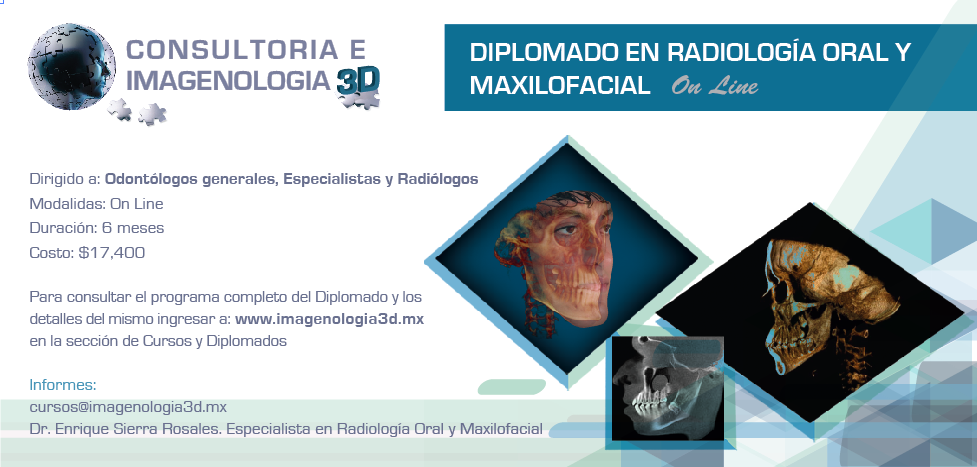 CONSULTORIA E
IMAGENOLOGIA 3D
DIPLOMADO EN RADIOLOGÍA ORAL Y
MAXILOFACIAL On Line
Dirigido a: Odontólogos generales, Especialistas y Radiólogos
Modalidas: On Line
Duración: 6 meses
Costo: $17,400
Para consultar el programa completo del Diplomado y los
detalles del mismo ingresar a: www.imagenologia3d.mx
en la sección de Cursos y Diplomados
Informes:
cursos@imagenologia3d.mx
Dr. Enrique Sierra Rosales. Especialista en Radiología Oral y Maxilofacial